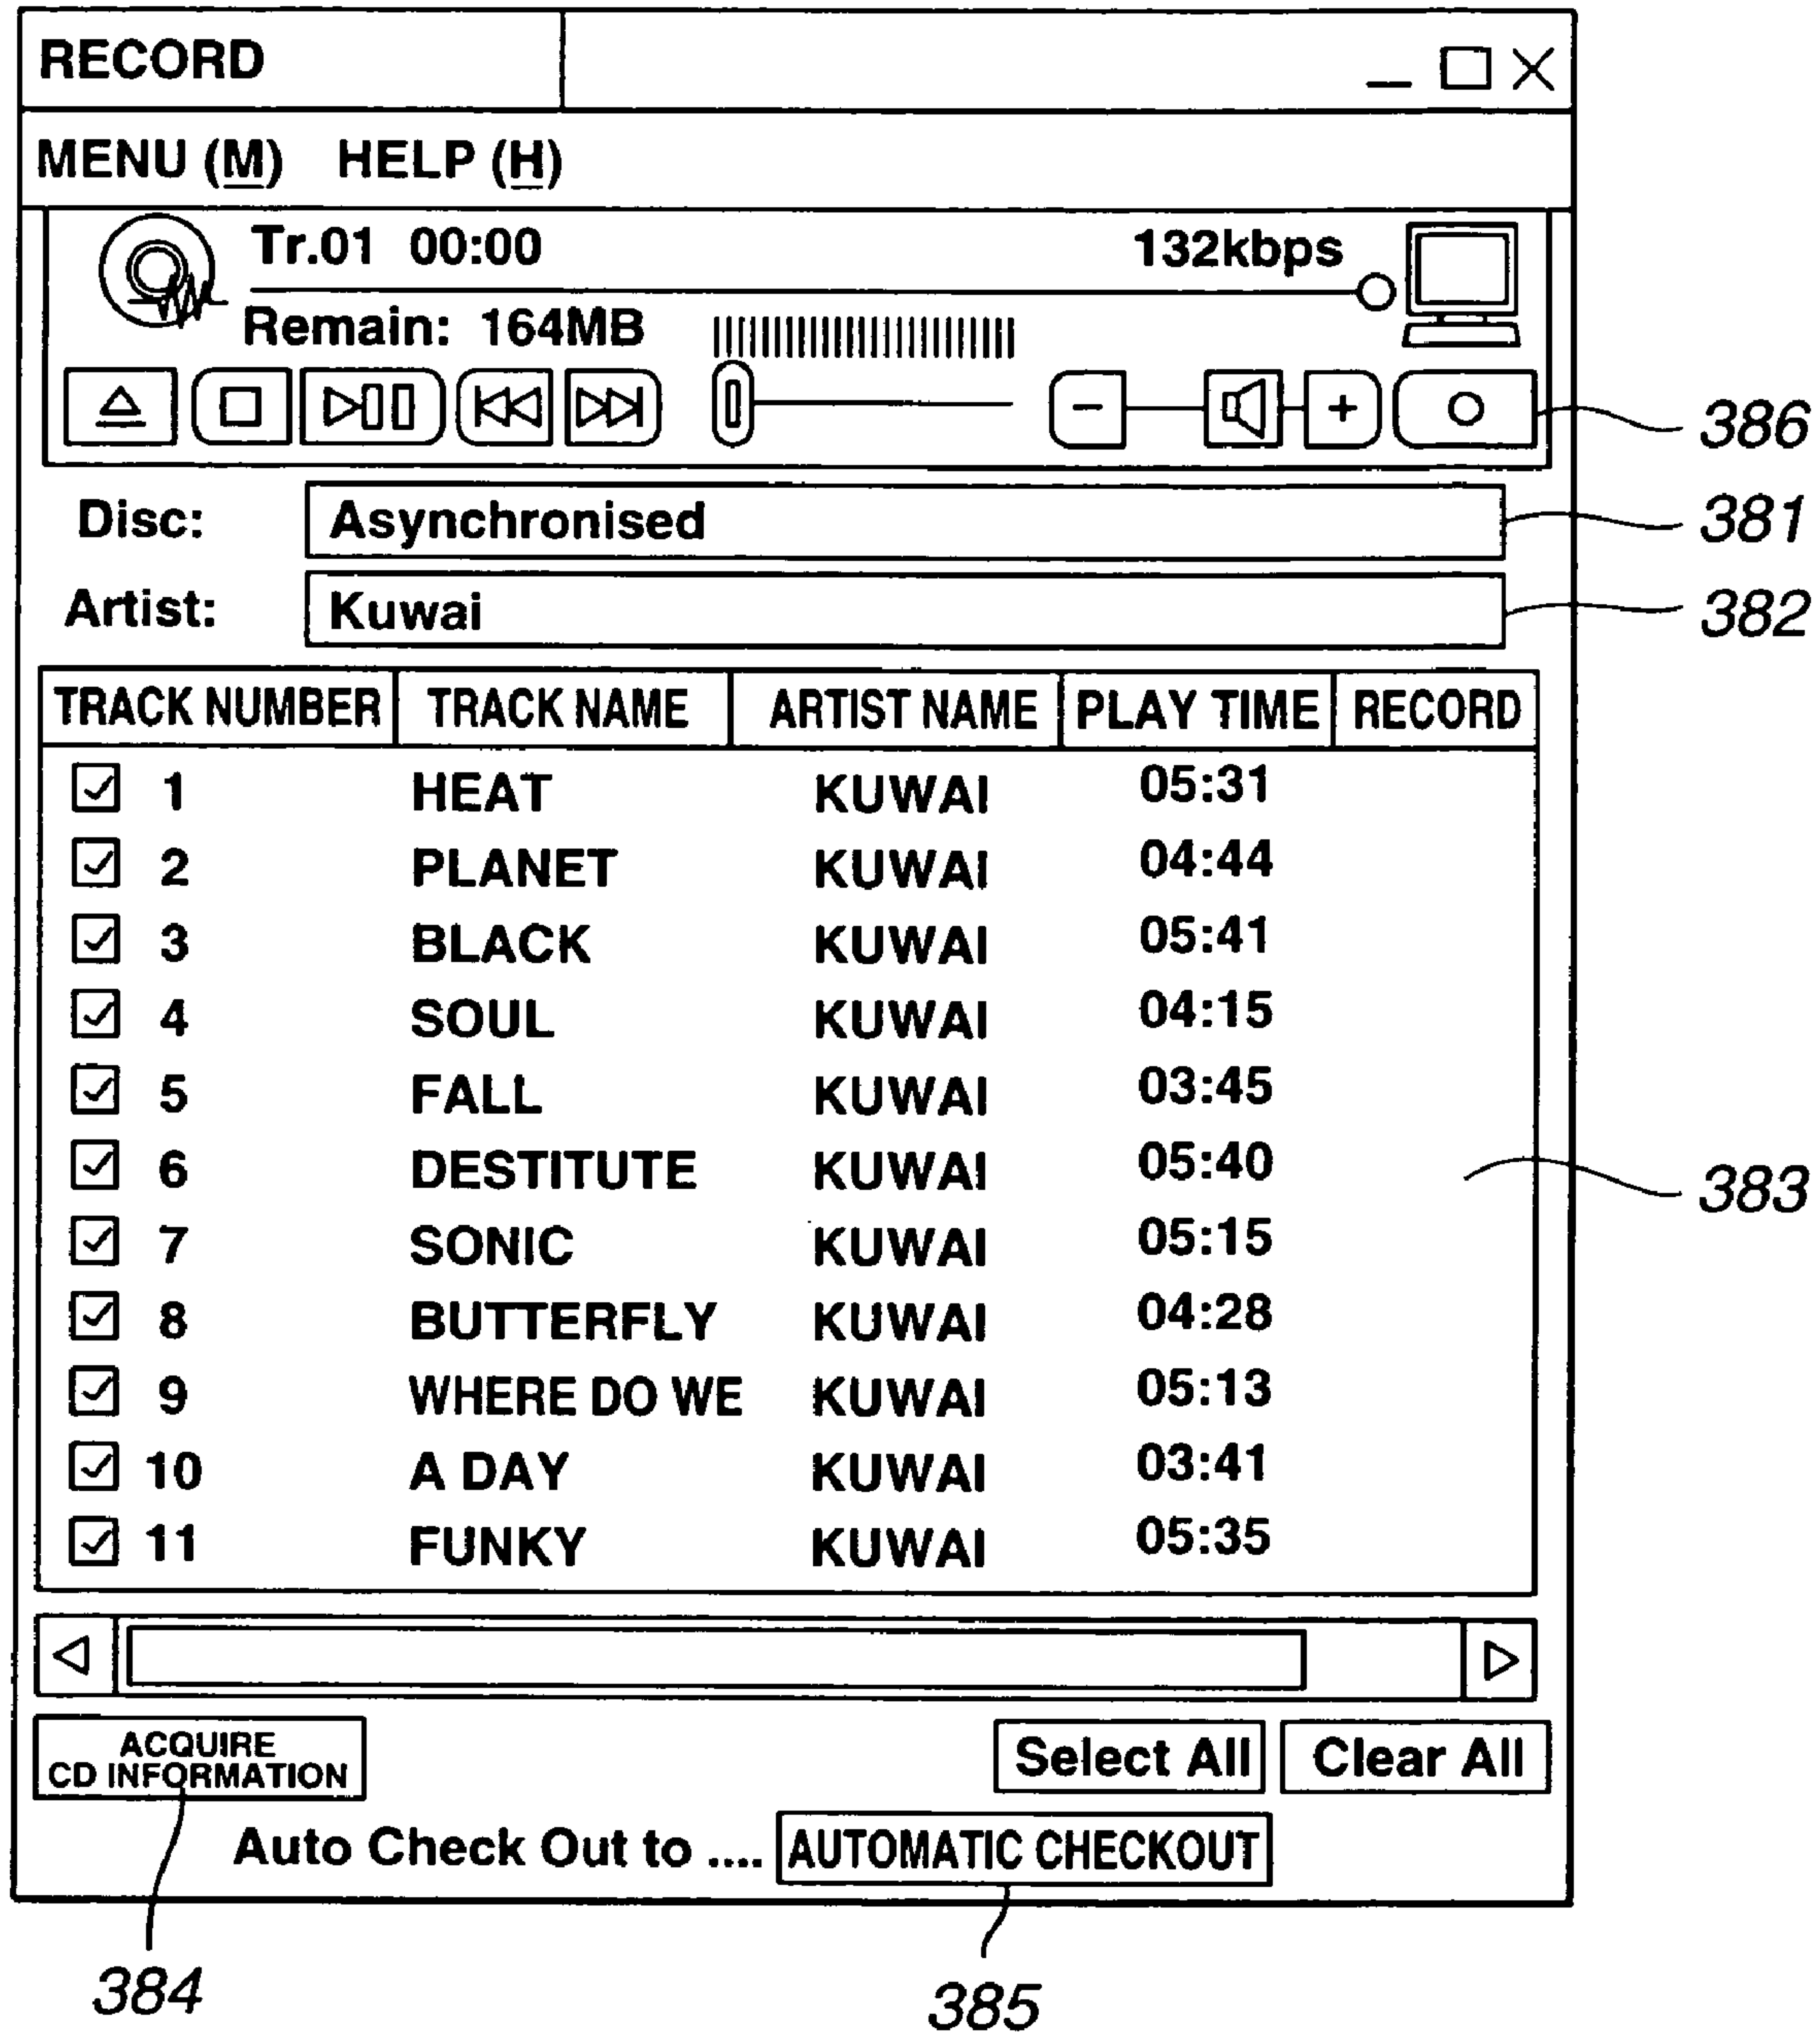 RECORD
MENU (M) HELP (H)
Tr.01 00:00 132kbps
Remain: 164MB
386
Disc: Asynchronised 381
Artist: Kuwai 382
TRACK NUMBER TRACK NAME ARTIST NAME PLAY TIME RECORD
1 HEAT KUWAI 05:31
2 PLANET KUWAI 04:44
3 BLACK KUWAI 05:41
4 SOUL KUWAI 04:15
5 FALL KUWAI 03:45
6 DESTITUTE KUWAI 05:40 383
7 SONIC KUWAI 05:15
8 BUTTERFLY KUWAI 04:28
9 WHERE DO WE KUWAI 05:13
10 A DAY KUWAI 03:41
11 FUNKY KUWAI 05:35
ACQUIRE
CD INFORMATION
Select All Clear All
Auto Check Out to .... AUTOMATIC CHECKOUT
384 385